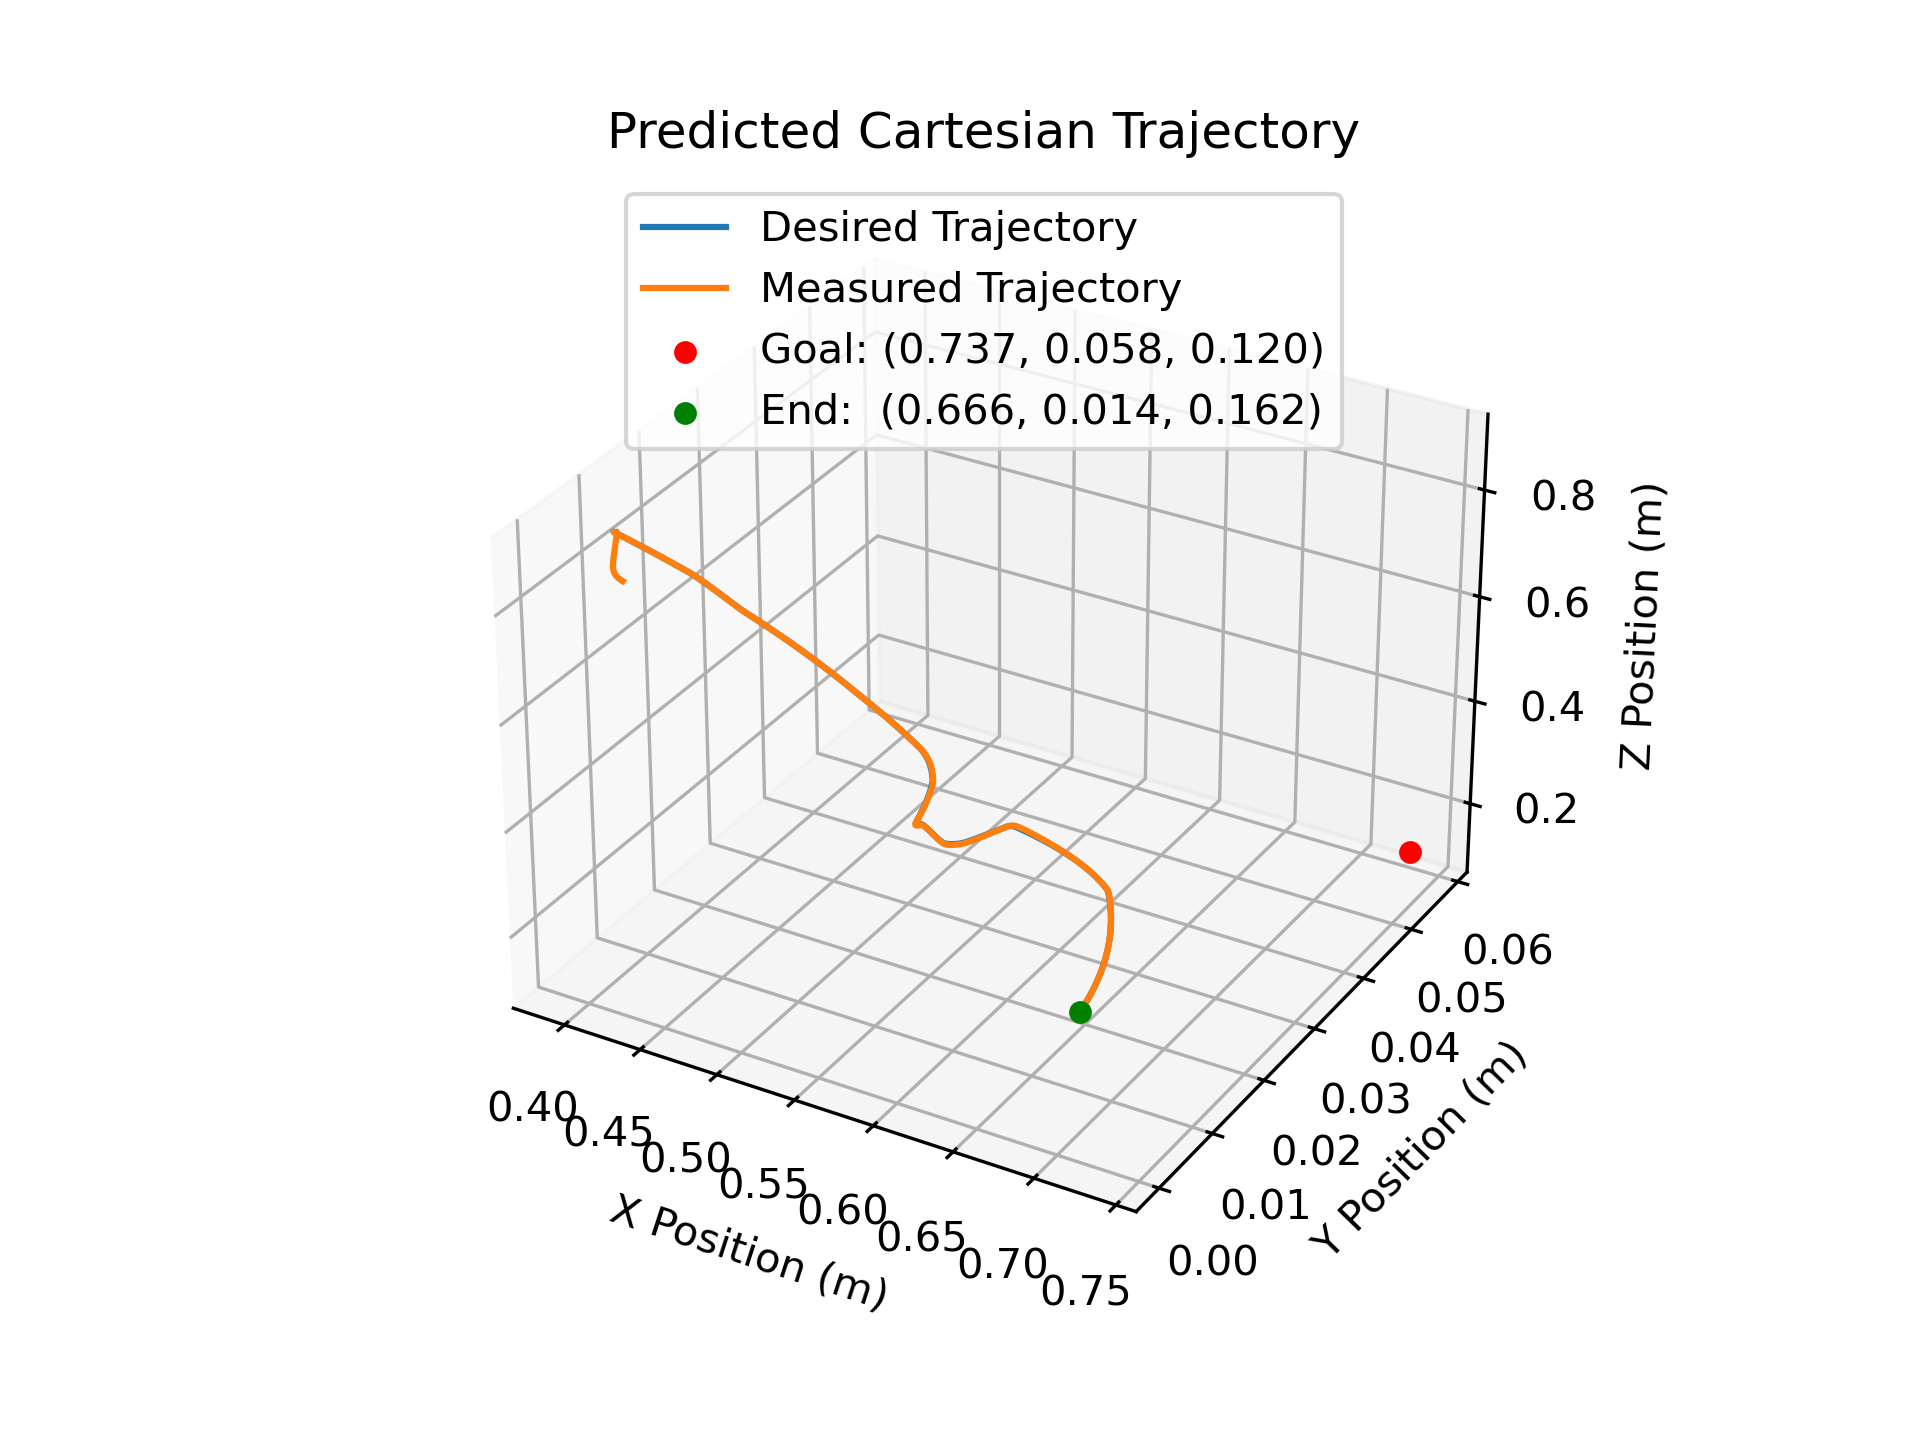 Predicted Cartesian Trajectory
Desired Trajectory
Measured Trajectory
Goal: (0.737, 0.058, 0.120)
End:  (0.666, 0.014, 0.162)
0.8
0.6
0.4
0.2
Z Position (m)
0.06
0.05
0.04
0.03
0.02
0.01
0.00
Y Position (m)
0.40
0.45
0.50
0.55
0.60
0.65
0.70
0.75
X Position (m)